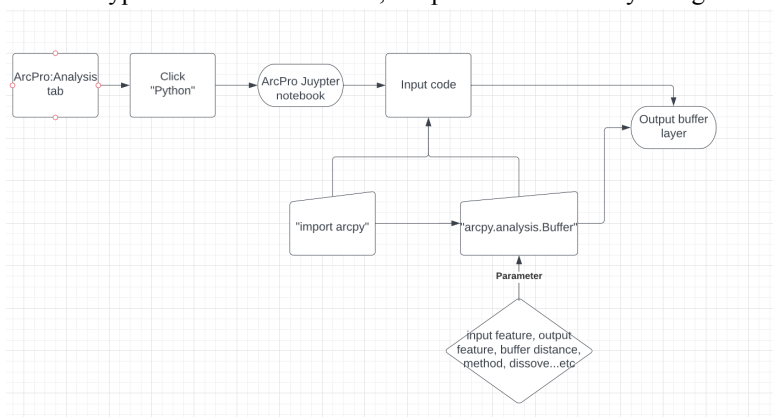 ArcPro:Analysis
tab
Click
"Python"
ArcPro Juypter
notebook
Input code
Output buffer
layer
"import arcpy"
"arcpy.analysis.Buffer"
Parameter
input feature, output
feature, buffer distance,
method, dissove...etc